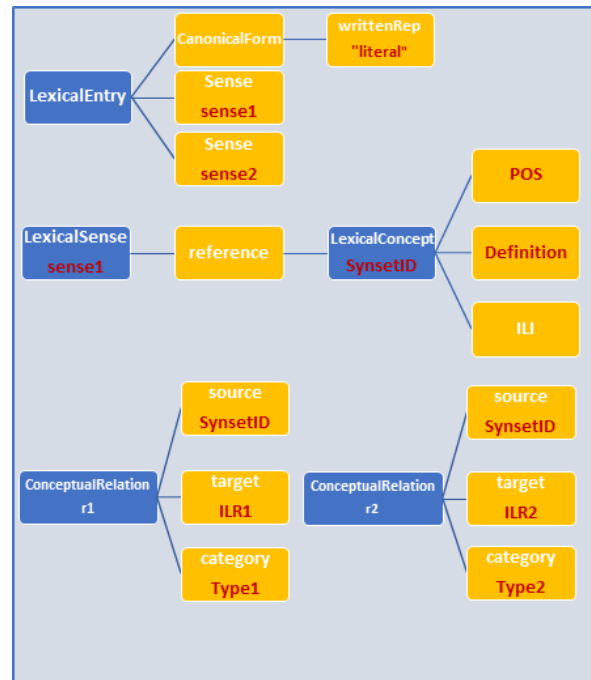 CanonicalForm
writtenRep
"literal"
LexicalEntry
Sense
sense1
Sense
sense2
POS
LexicalSense
sense1
reference
LexicalConcept
SynsetID
Definition
ILI
source
SynsetID
ConceptualRelation
r1
target
ILR1
category
Type1
source
SynsetID
ConceptualRelation
r2
target
ILR2
category
Type2